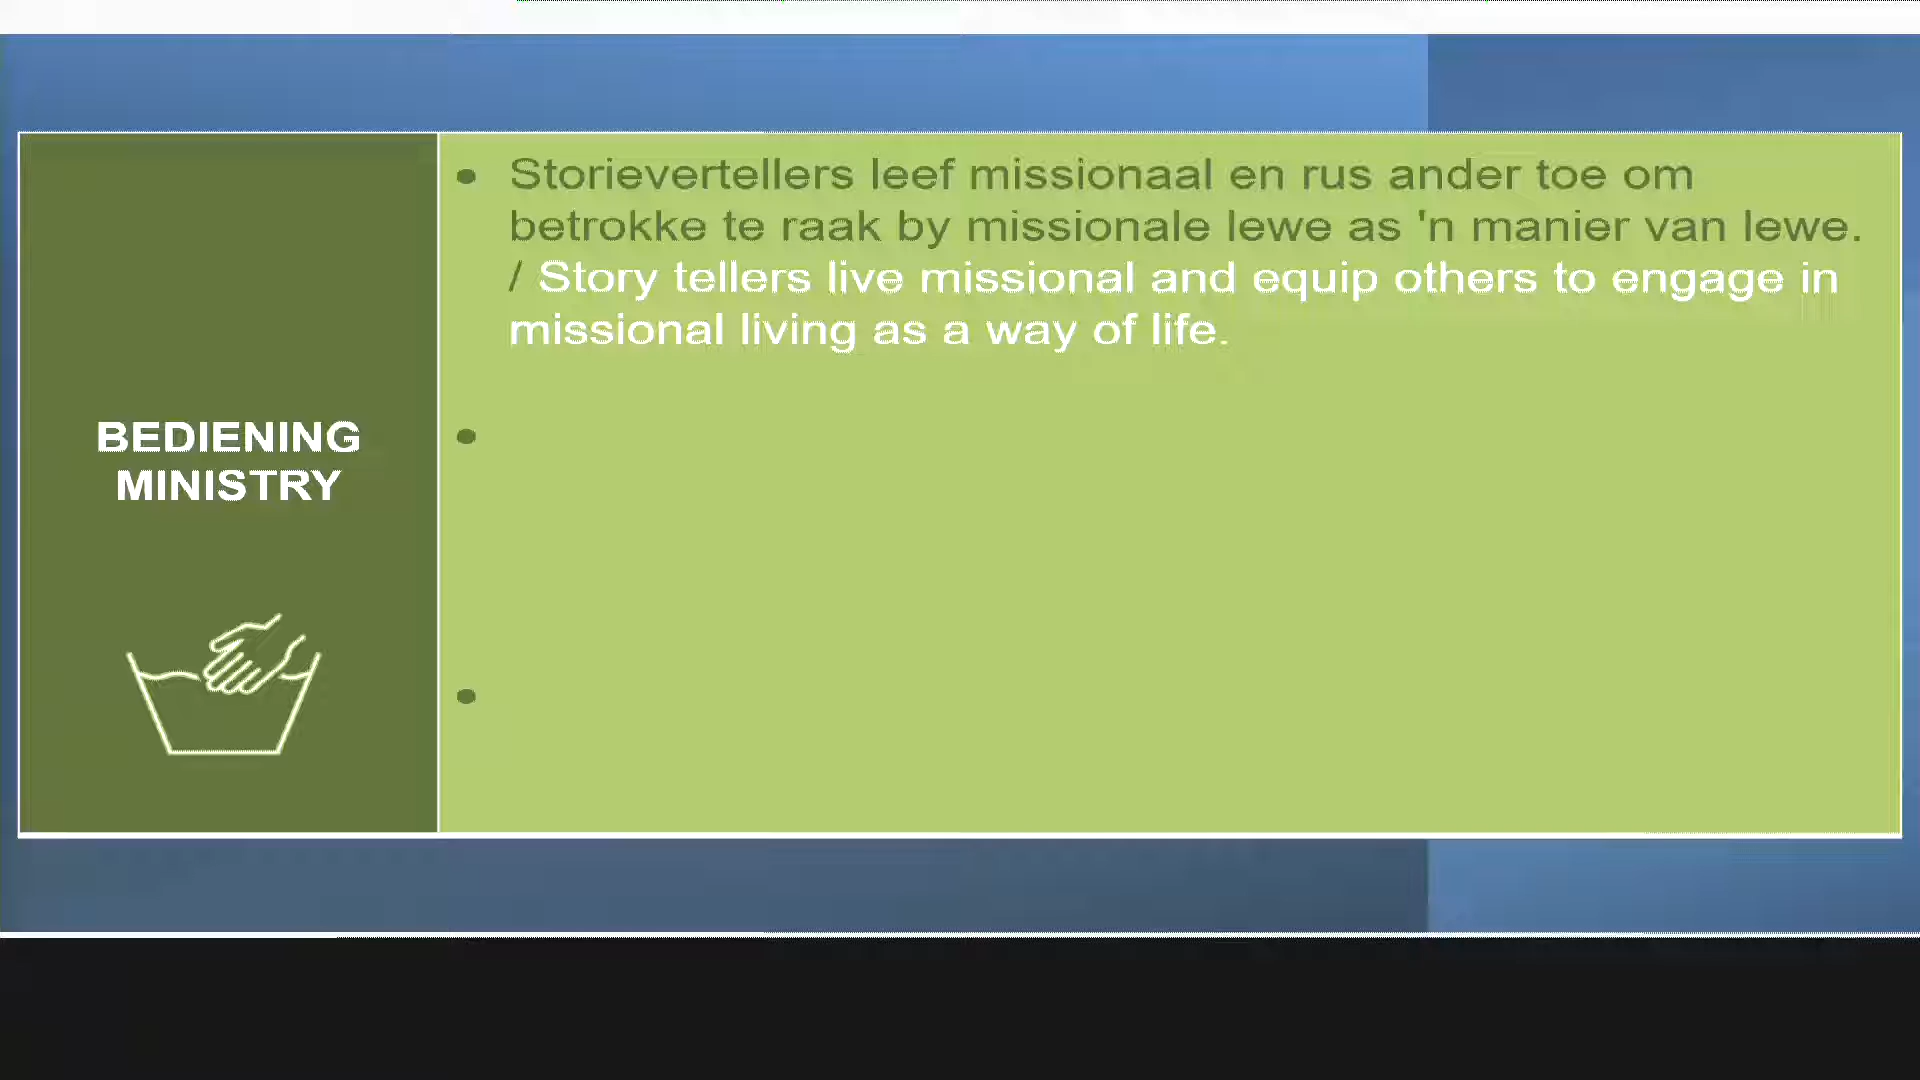 BEDIENING
MINISTRY
• Storievertellers leef missionaal en rus ander toe om
betrokke te raak by missionale lewe as 'n manier van lewe.
/ Story tellers live missional and equip others to engage in
missional living as a way of life.
•
•